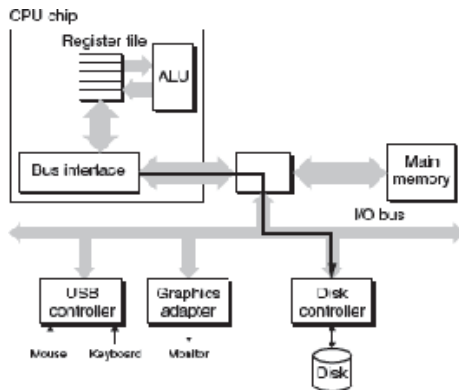 CPU chip
Register file
ALU
Bus interface
Main
memory
I/O bus
USB
controller
Graphics
adapter
Disk
controller
Mouse
Keyboard
Monitor
Disk